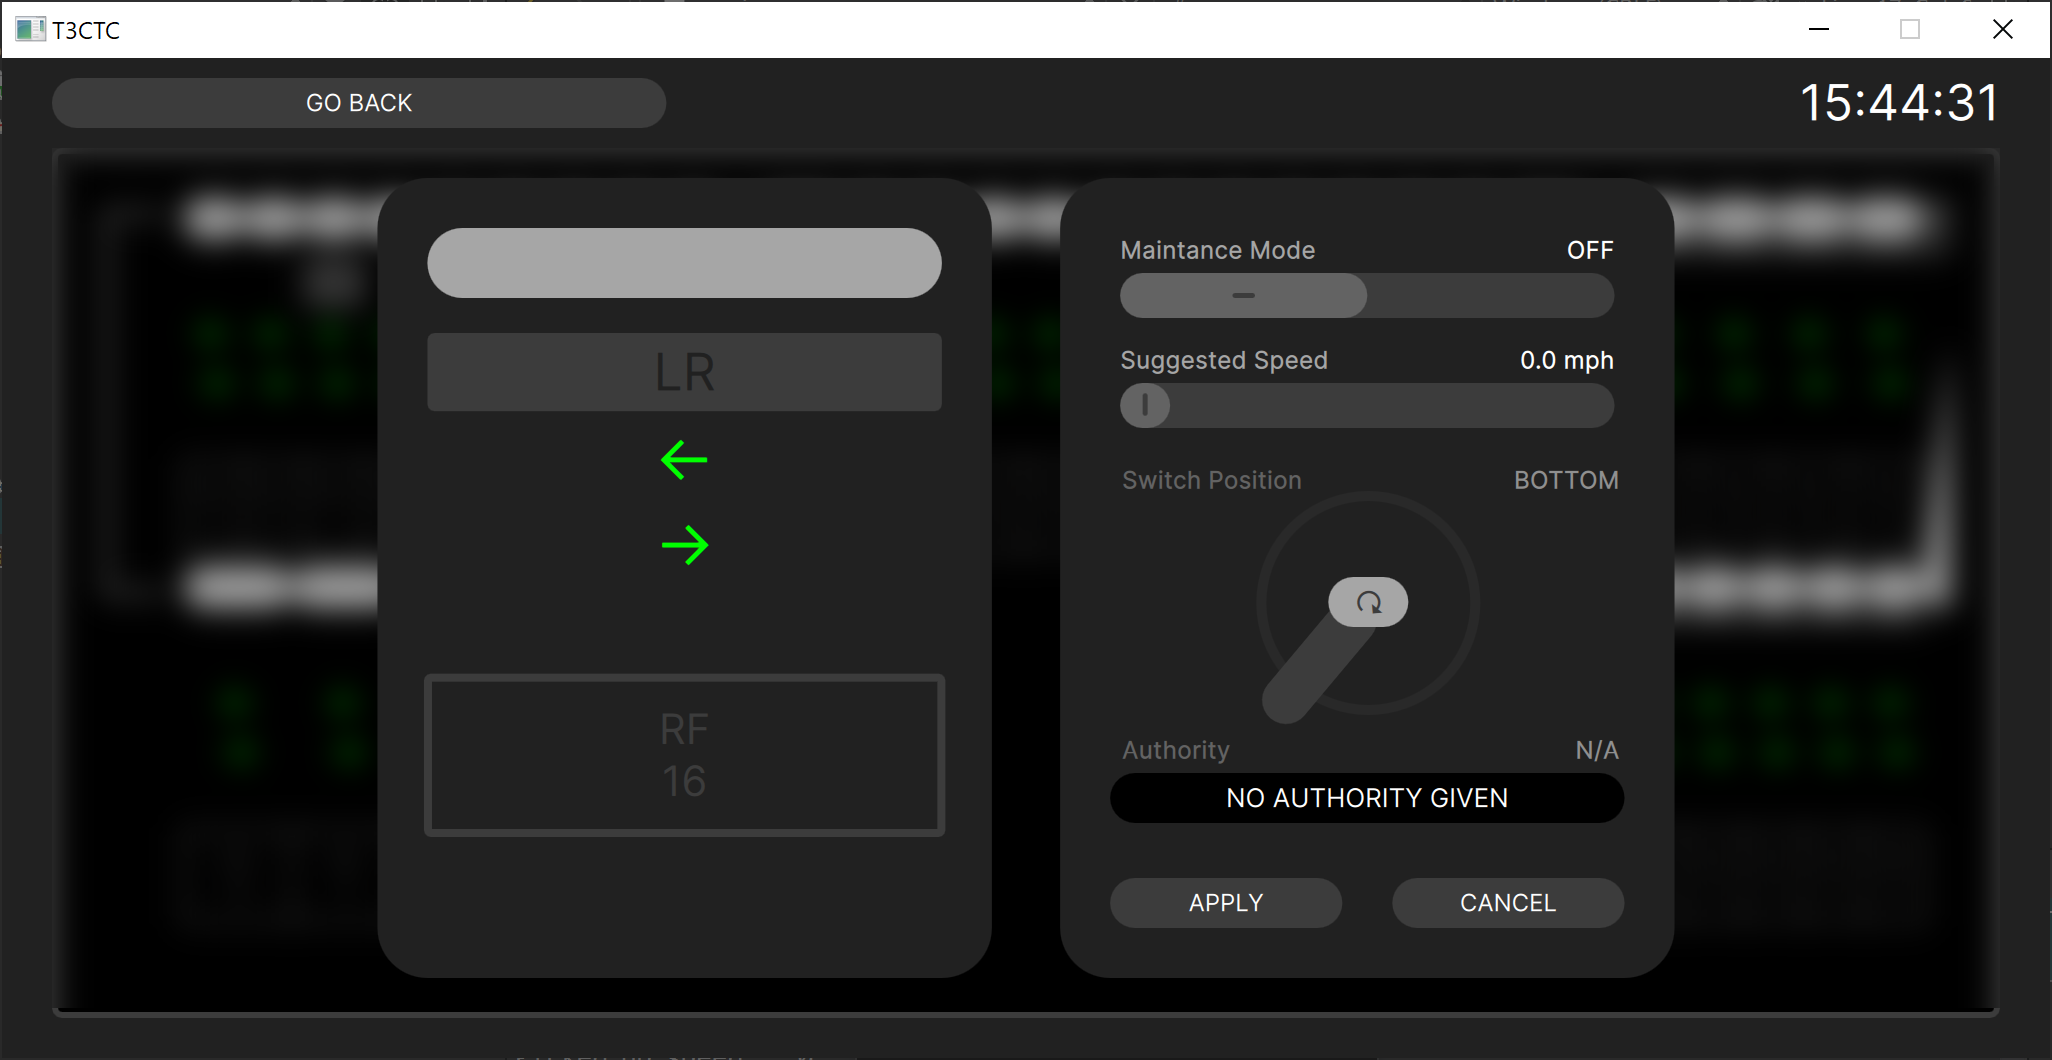 T3CTC
GO BACK
15:44:31
LR
RF
16
Maintance Mode OFF
Suggested Speed 0.0 mph
Switch Position BOTTOM
Authority N/A
NO AUTHORITY GIVEN
APPLY CANCEL